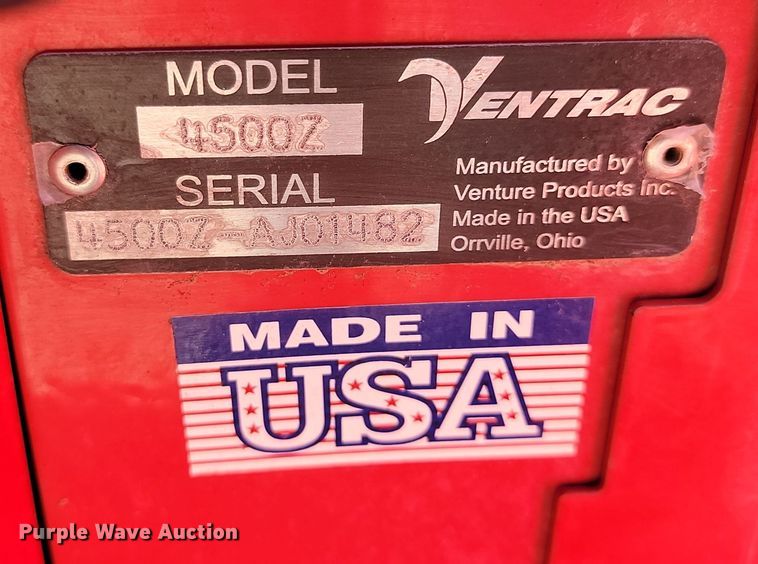 MODEL
4500Z
SERIAL
4500Z-AJ01482
VENTRAC
Manufactured by
Venture Products Inc.
Made in the USA
Orrville, Ohio
MADE IN
USA
Purple Wave Auction